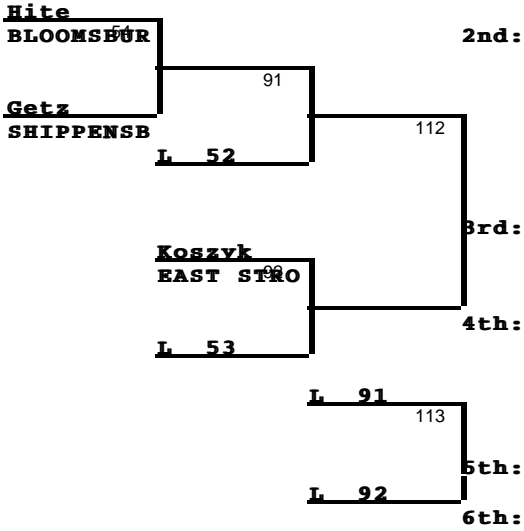 Hite
BLOOMSBUR
2nd:
91
Getz
SHIPPENSB
112
L 52
3rd:
Koszyk
EAST STRO
4th:
L 53
L 91
113
5th:
L 92
6th: